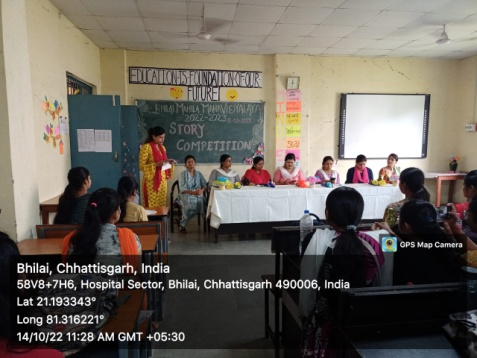 EDUCATION IS FOUNDATION OF OUR
FUTURE!
BHILAI MAHILA MAHAVIDYALAYA
2022-2023
STORY
COMPETITION
GPS Map Camera
Bhilai, Chhattisgarh, India
58V8+7H6, Hospital Sector, Bhilai, Chhattisgarh 490006, India
Lat 21.193343°
Long 81.316221°
14/10/22 11:28 AM GMT +05:30